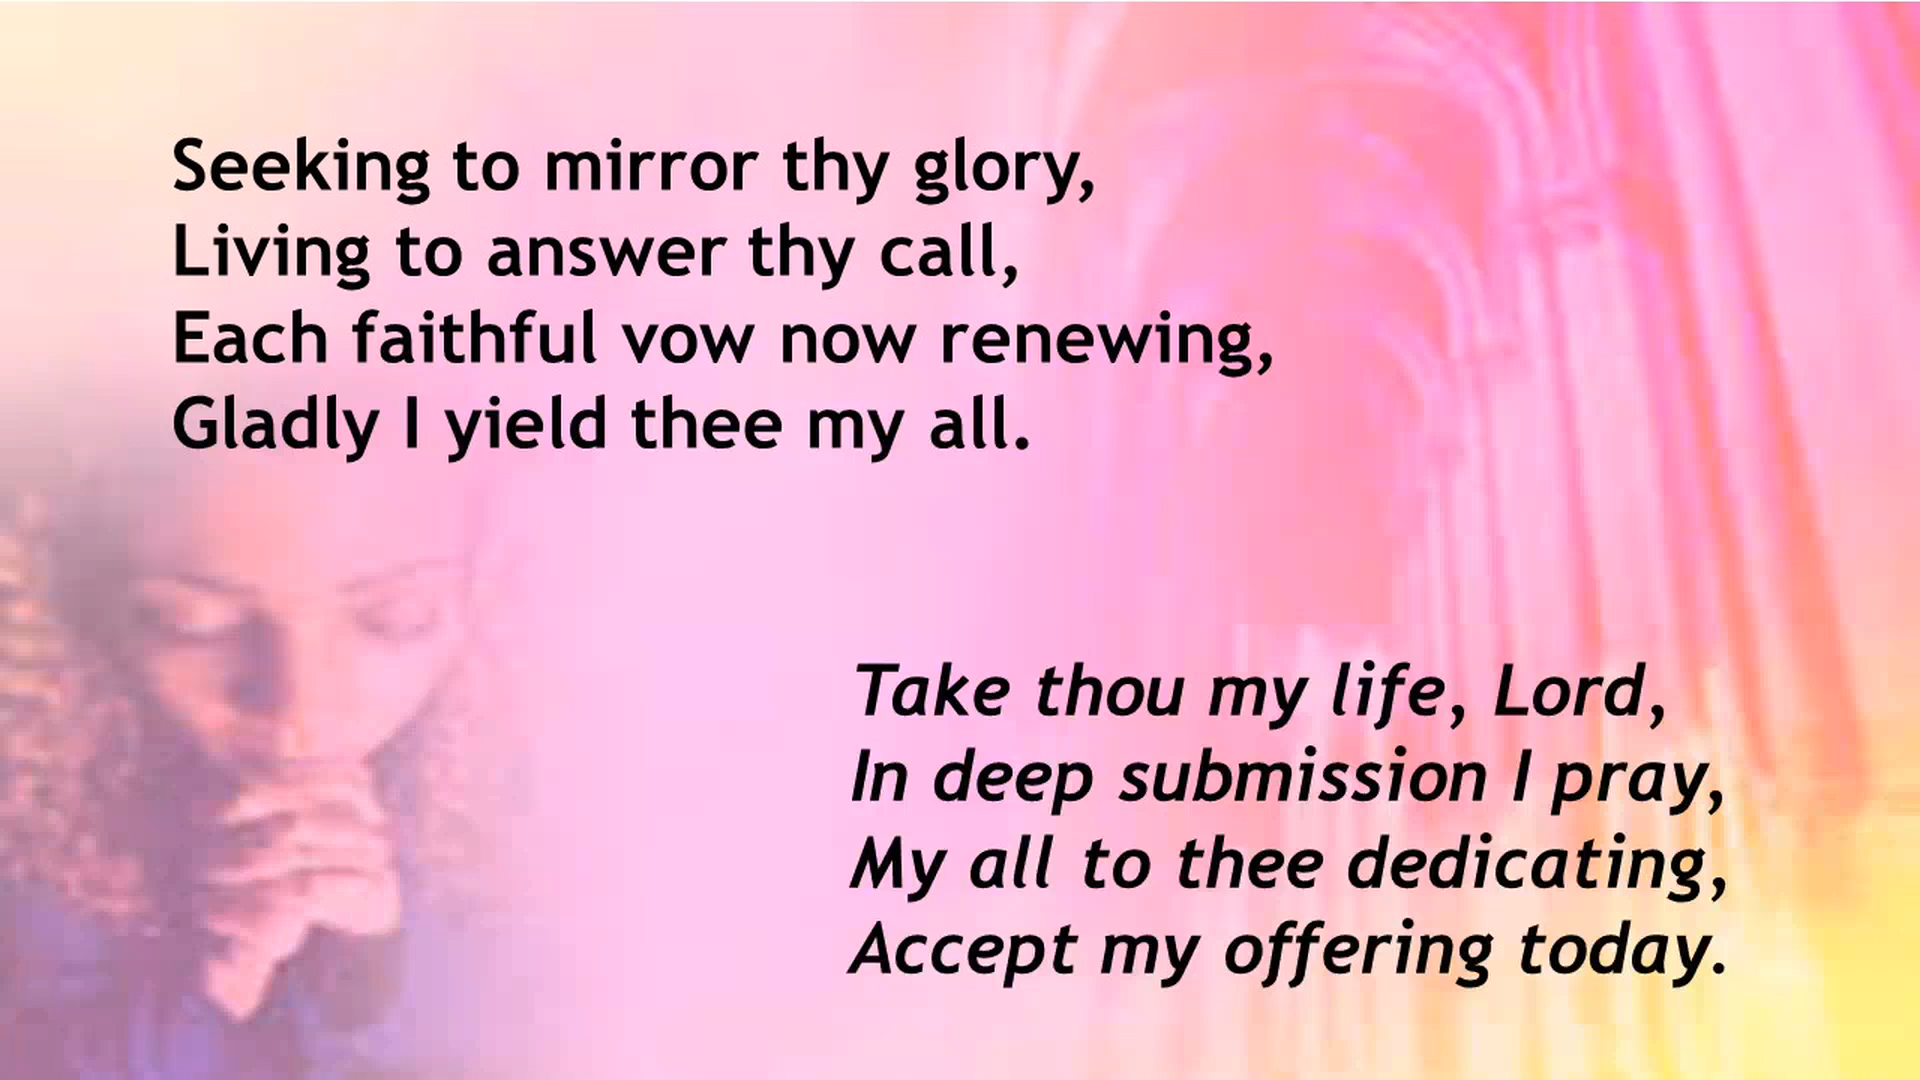 Seeking to mirror thy glory,
Living to answer thy call,
Each faithful vow now renewing,
Gladly I yield thee my all.
Take thou my life, Lord,
In deep submission I pray,
My all to thee dedicating,
Accept my offering today.